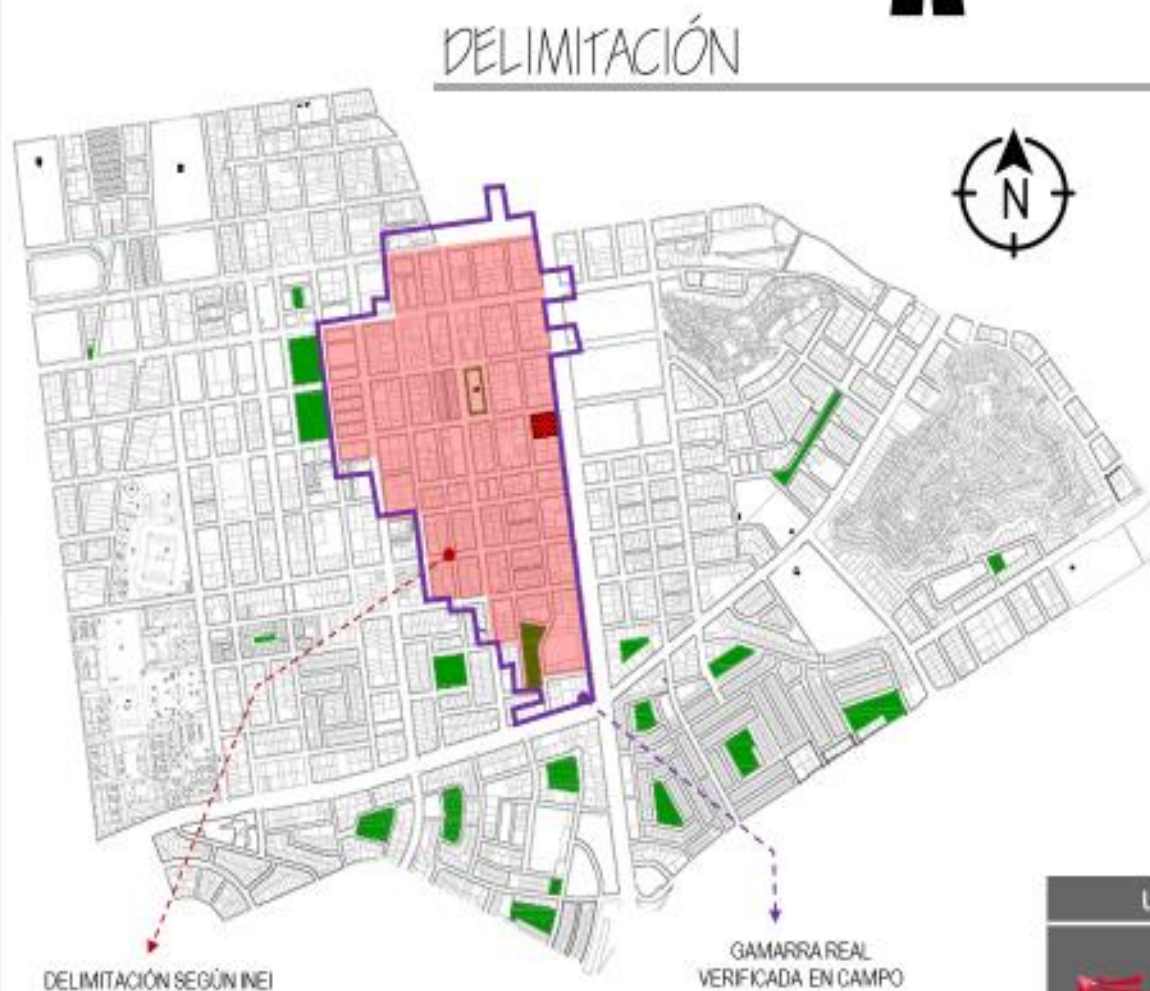 DELIMITACIÓN
N
DELIMITACIÓN SEGÚN INEI
GAMARRA REAL
VERIFICADA EN CAMPO